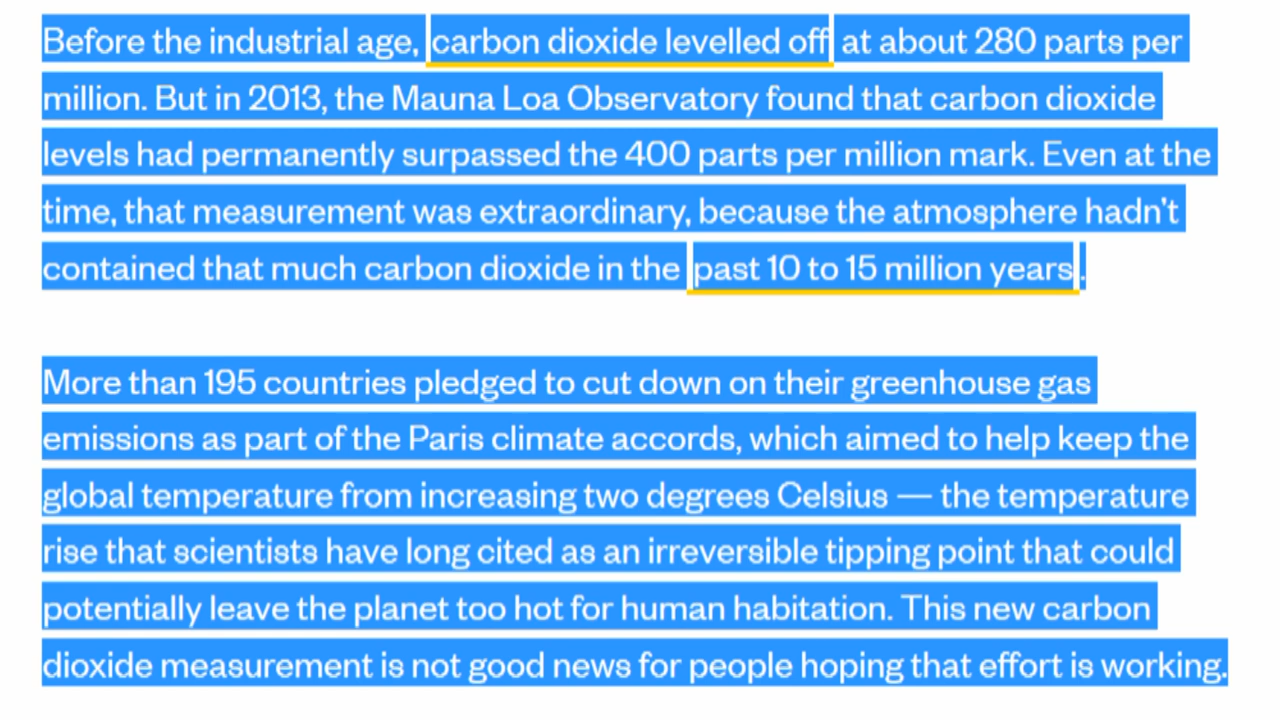 Before the industrial age, carbon dioxide levelled off at about 280 parts per
million. But in 2013, the Mauna Loa Observatory found that carbon dioxide
levels had permanently surpassed the 400 parts per million mark. Even at the
time, that measurement was extraordinary, because the atmosphere hadn't
contained that much carbon dioxide in the past 10 to 15 million years.
More than 195 countries pledged to cut down on their greenhouse gas
emissions as part of the Paris climate accords, which aimed to help keep the
global temperature from increasing two degrees Celsius — the temperature
rise that scientists have long cited as an irreversible tipping point that could
potentially leave the planet too hot for human habitation. This new carbon
dioxide measurement is not good news for people hoping that effort is working.